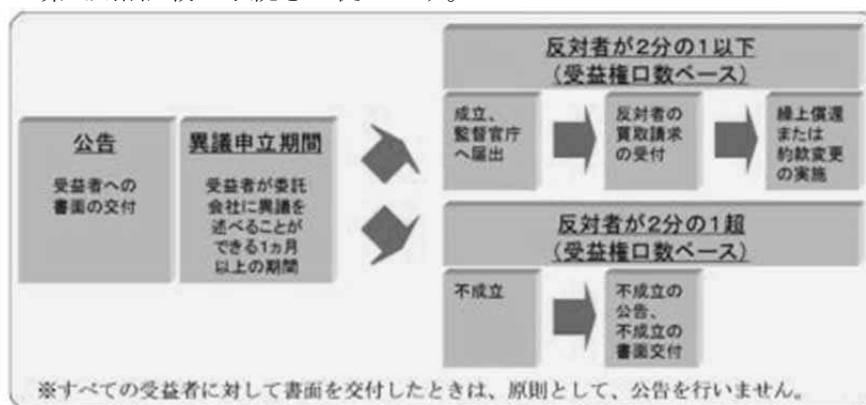 反対者が2分の1以下
(受益権口数ベース)
公告
受益者への
書面の交付
異議申立期間
受益者が委託
会社に異議を
述べることが
できる1ヵ月
以上の期間
成立、
監督官庁
へ届出
反対者の
買取請求
の受付
繰上償還
または
約款変更
の実施
反対者が2分の1超
(受益権口数ベース)
不成立
不成立の
公告、
不成立の
書面交付
※すべての受益者に対して書面を交付したときは、原則として、公告を行いません。